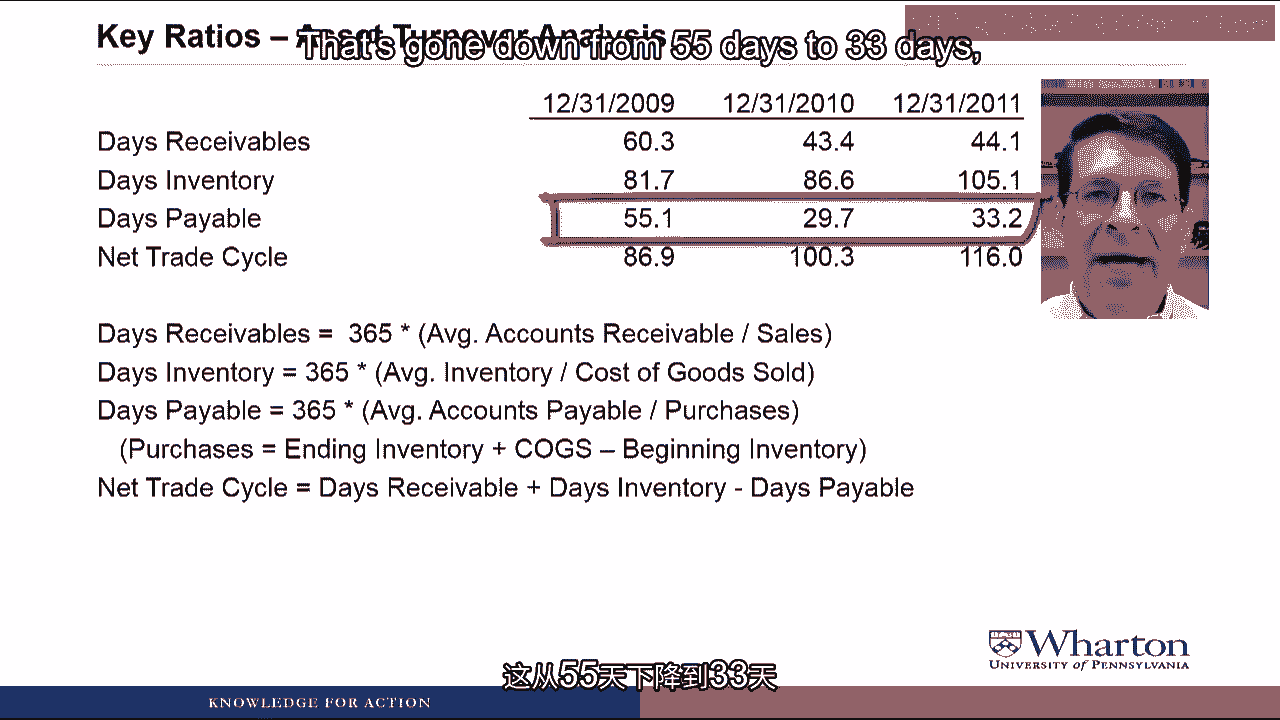 Key Ratios – Asset Turnover Analysis
That's gone down from 55 days to 33 days,
12/31/2009 12/31/2010 12/31/2011
Days Receivables 60.3 43.4 44.1
Days Inventory 81.7 86.6 105.1
Days Payable 55.1 29.7 33.2
Net Trade Cycle 86.9 100.3 116.0
Days Receivables = 365 * (Avg. Accounts Receivable / Sales)
Days Inventory = 365 * (Avg. Inventory / Cost of Goods Sold)
Days Payable = 365 * (Avg. Accounts Payable / Purchases)
(Purchases = Ending Inventory + COGS – Beginning Inventory)
Net Trade Cycle = Days Receivable + Days Inventory - Days Payable
Wharton
UNIVERSITY of PENNSYLVANIA
这从55天下降到33天
KNOWLEDGE FOR ACTION